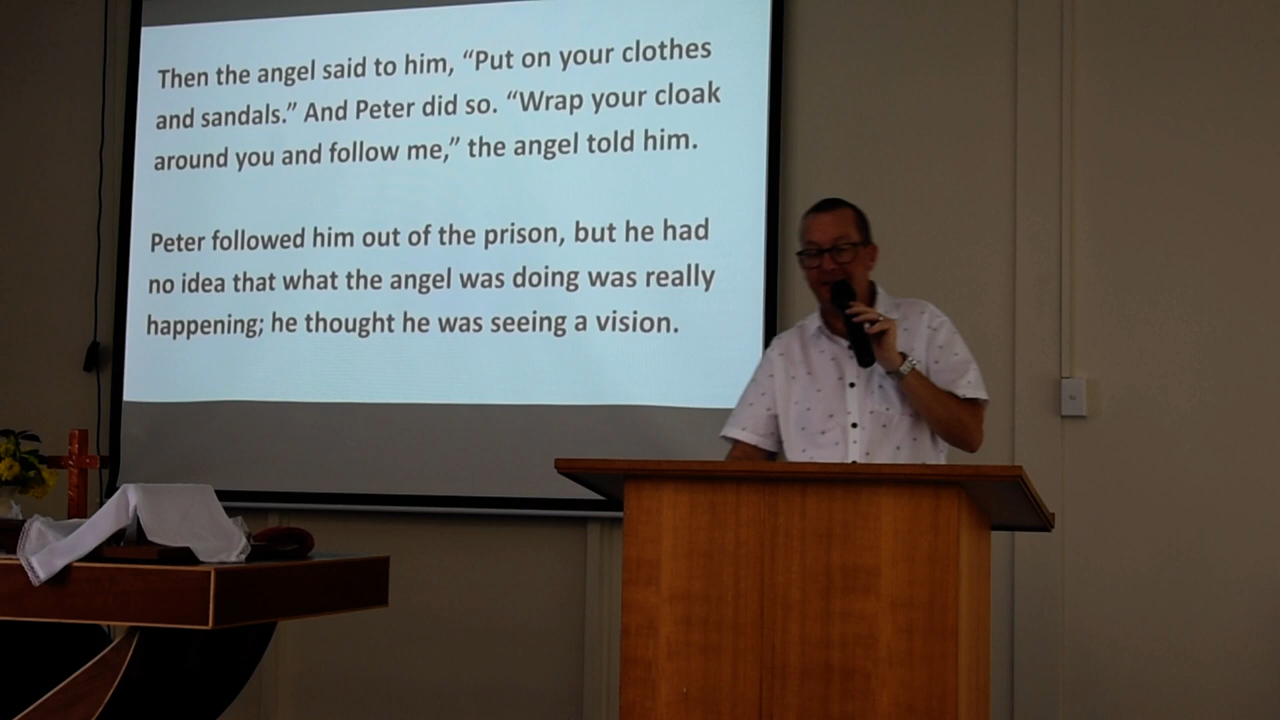 Then the angel said to him, “Put on your clothes
and sandals.” And Peter did so. “Wrap your cloak
around you and follow me,” the angel told him.
Peter followed him out of the prison, but he had
no idea that what the angel was doing was really
happening; he thought he was seeing a vision.